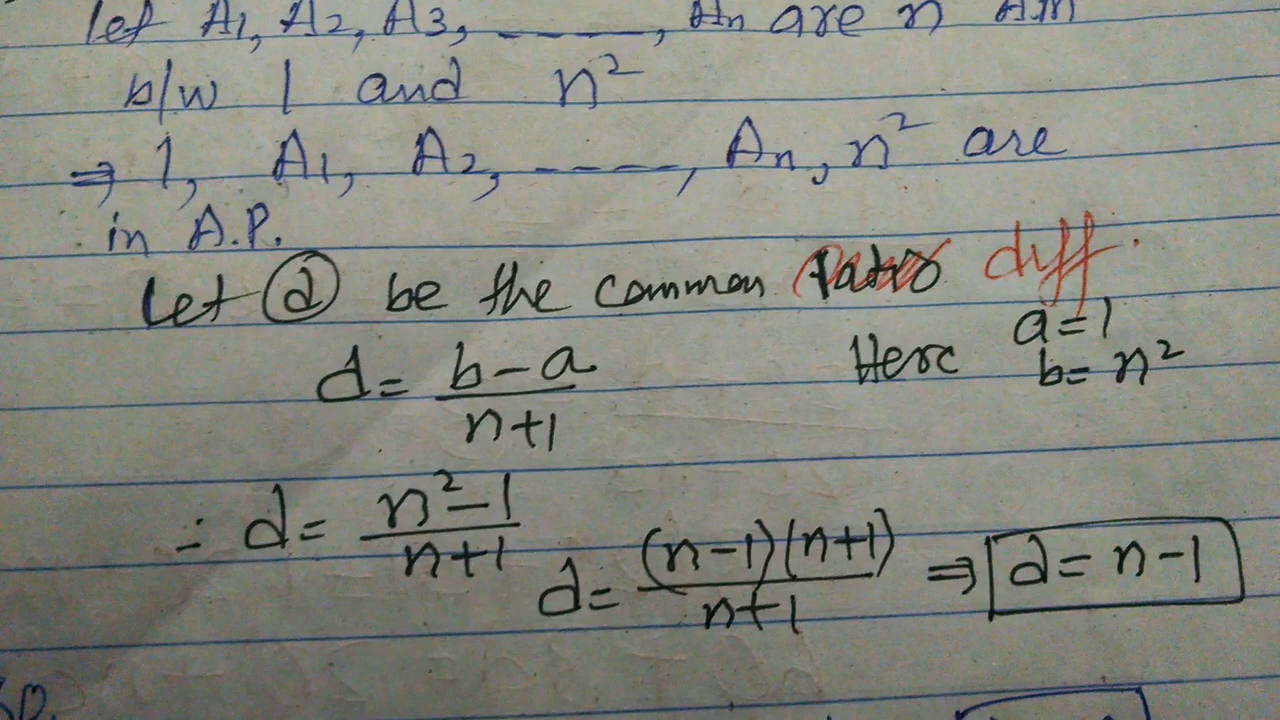 let A1, A2, A3, - - - - -, An are n A.M
b/w 1 and n²
⇒ 1, A1, A2, - - - -, An, n² are
in A.P.
Let d be the common ratio diff.
d = b-a / n+1
Here a = 1
b = n²
∴ d = n²-1 / n+1
d = (n-1)(n+1) / n+1 ⇒ d = n-1